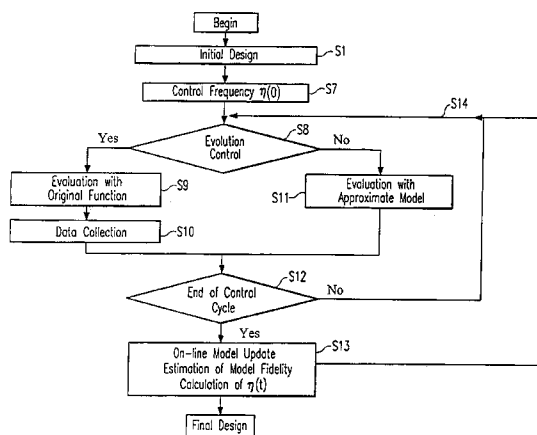 Begin
Initial Design
S1
Control Frequency η(0)
S7
S14
S8
Yes
Evolution
Control
No
Evaluation with
Original Function
S9
Evaluation with
Approximate Model
S11
Data Collection
S10
S12
End of Control
Cycle
No
Yes
On-line Model Update
Estimation of Model Fidelity
Calculation of η(t)
S13
Final Design